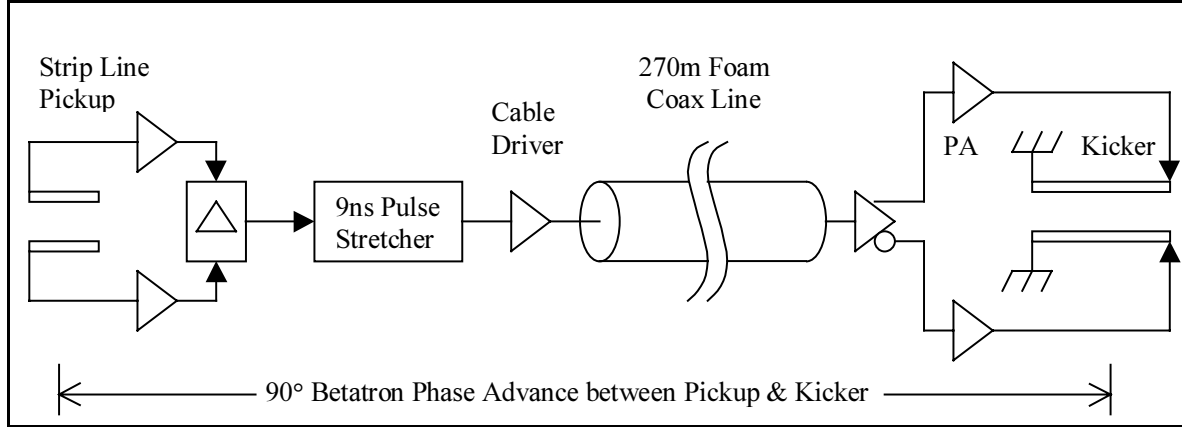 Strip Line
Pickup
Cable
Driver
270m Foam
Coax Line
PA
Kicker
9ns Pulse
Stretcher
90° Betatron Phase Advance between Pickup & Kicker